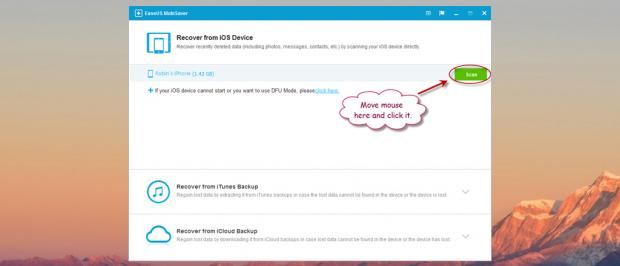 EaseUS MobiSaver
Recover from iOS Device
Recover recently deleted data (including photos, messages, contacts, etc.) by scanning your iOS device directly.
Robin's iPhone (1.42 GB)
Scan
+ If your iOS device cannot start or you want to use DFU Mode, please click here.
Move mouse
here and click it.
Recover from iTunes Backup
Regain lost data by extracting it from iTunes backups in case the lost data cannot be found in the device or the device is lost.
Recover from iCloud Backup
Regain lost data by downloading it from iCloud backups in case lost data cannot be found in the device or the device has lost.